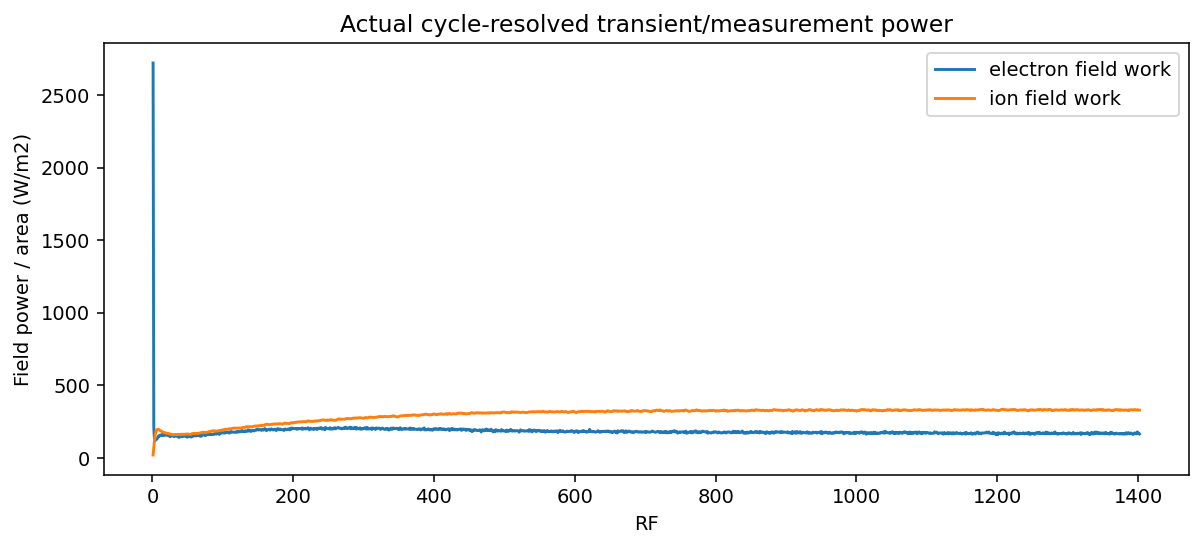 Actual cycle-resolved transient/measurement power
Field power / area (W/m2)
2500
2000
1500
1000
500
0
electron field work
ion field work
0 200 400 600 800 1000 1200 1400
RF